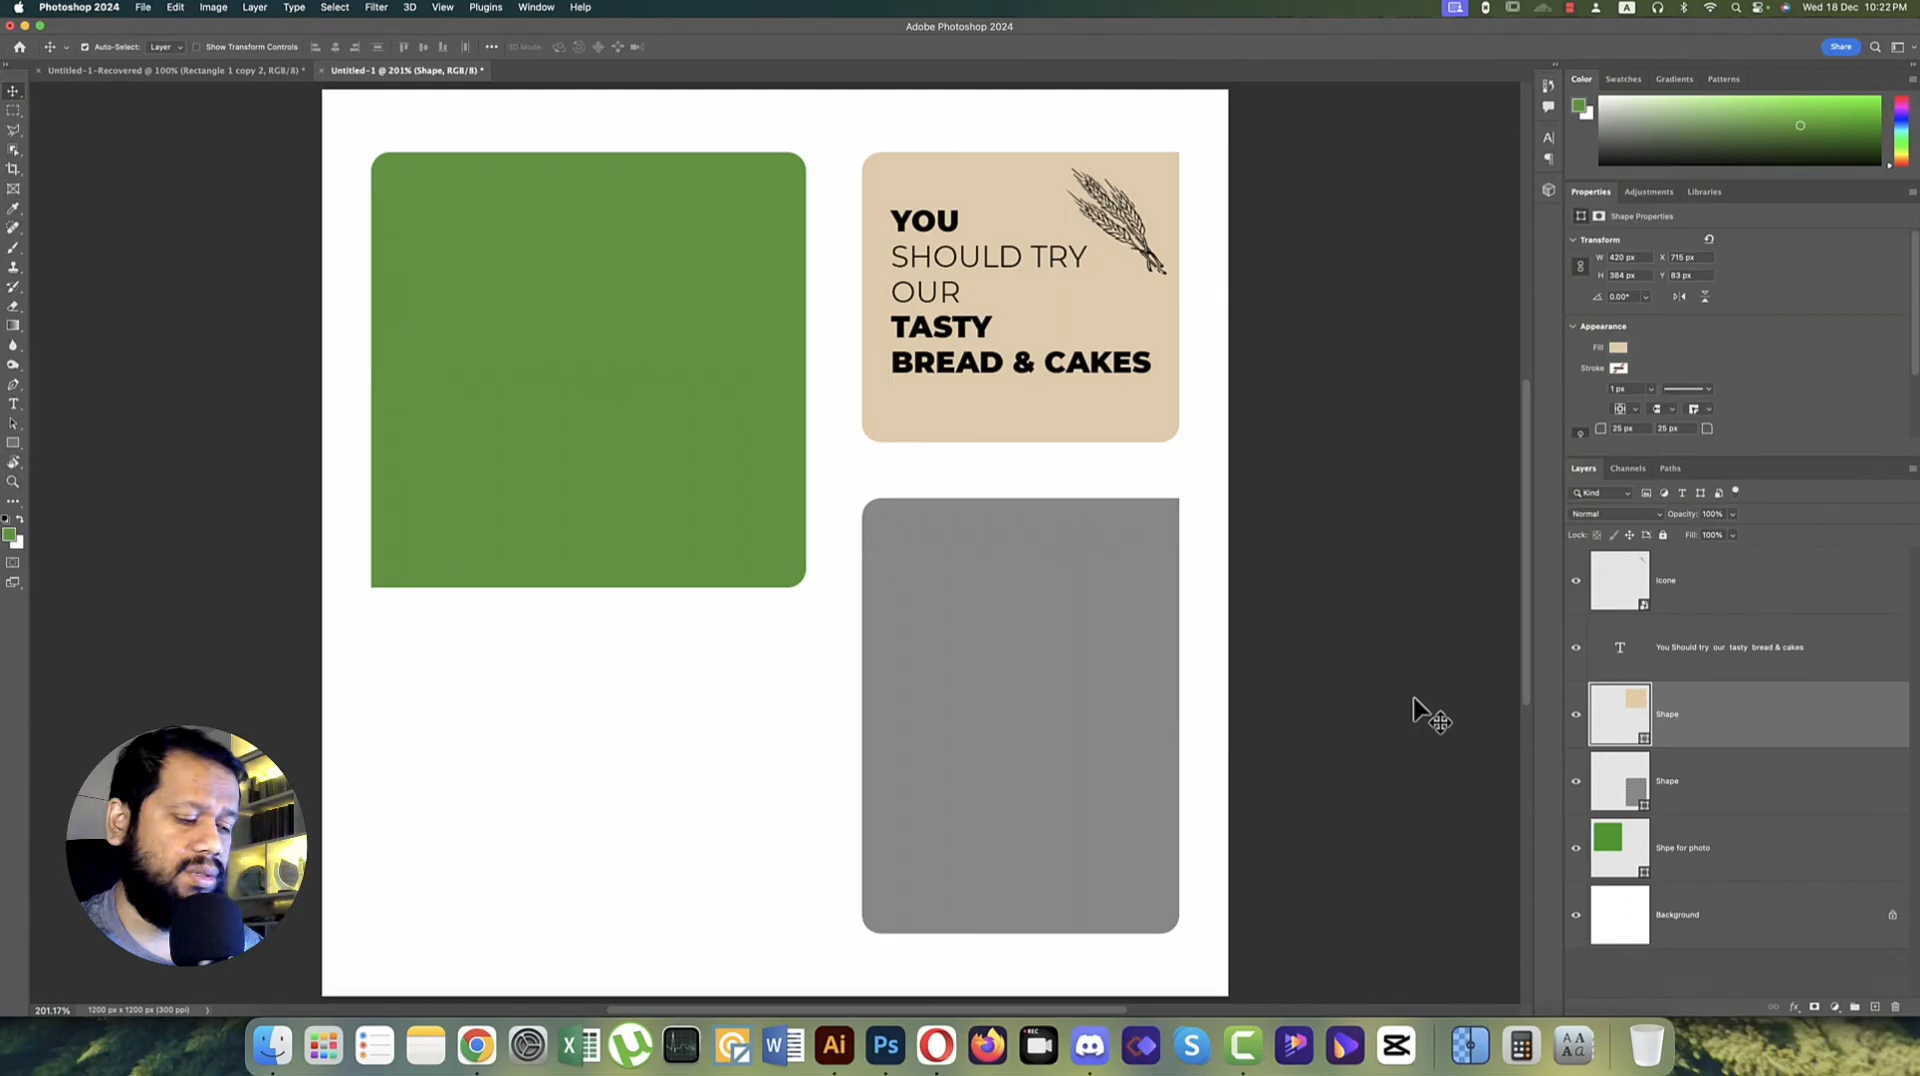 Photoshop 2024 File Edit Image Layer Type Select Filter 3D View Plugins Window Help
A Wed 18 Dec 10:22 PM
Adobe Photoshop 2024
Auto-Select: Layer Show Transform Controls 3D Mode Share
Untitled-1-Recovered @ 100% (Rectangle 1 copy 2, RGB/8) * Untitled-1 @ 201% (Shape, RGB/8) *
Color Swatches Gradients Patterns
Properties Adjustments Libraries
Shape Properties
Transform
W 420 px X 715 px
H 384 px Y 83 px
0.00°
Appearance
Fill
Stroke
1 px
25 px 25 px
Layers Channels Paths
Kind
Normal Opacity: 100%
Lock: Fill: 100%
Icone
You Should try our tasty bread & cakes
Shape
Shape
Shpe for photo
Background
YOU
SHOULD TRY
OUR
TASTY
BREAD & CAKES
201.17% 1200 px x 1200 px (300 ppi)
W Ai Ps REC S C